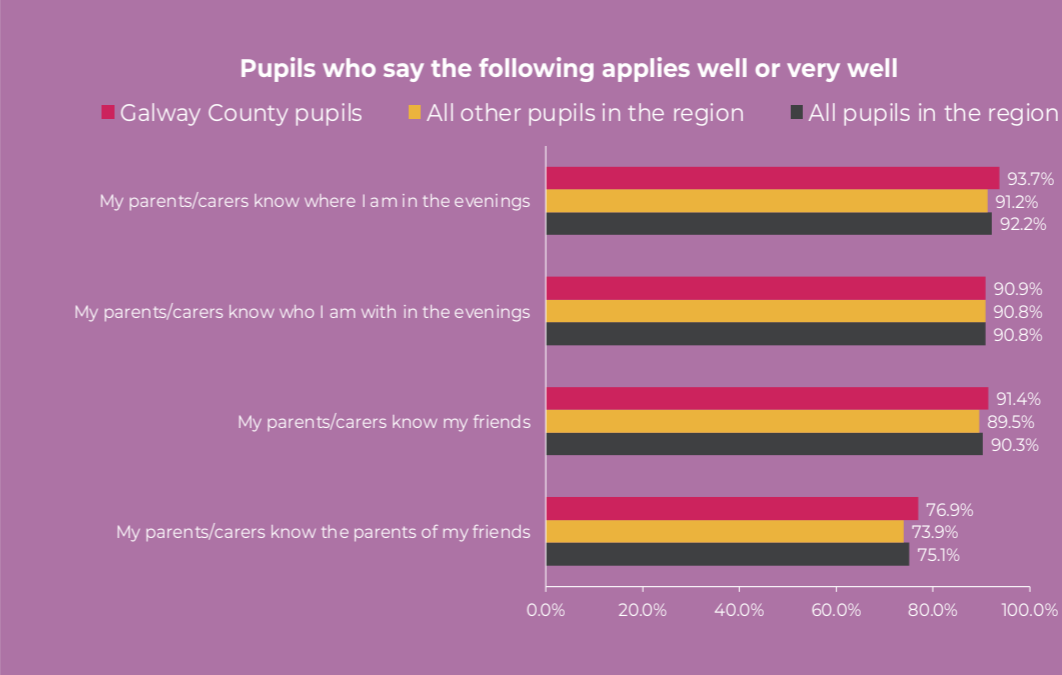 Pupils who say the following applies well or very well
Galway County pupils
All other pupils in the region
All pupils in the region
My parents/carers know where I am in the evenings
93.7%
91.2%
92.2%
My parents/carers know who I am with in the evenings
90.9%
90.8%
90.8%
My parents/carers know my friends
91.4%
89.5%
90.3%
My parents/carers know the parents of my friends
76.9%
73.9%
75.1%
0.0% 20.0% 40.0% 60.0% 80.0% 100.0%